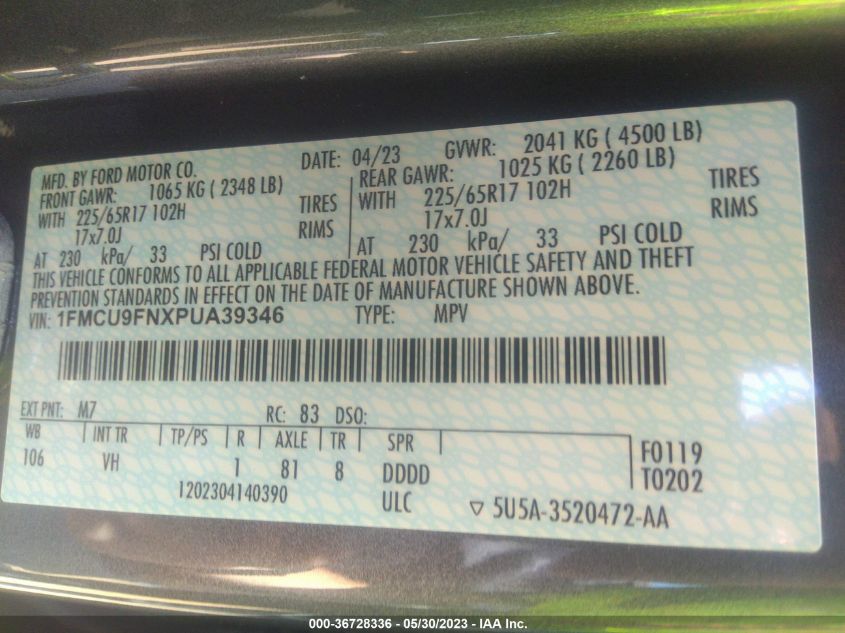 MFD. BY FORD MOTOR CO. DATE: 04/23 GVWR: 2041 KG ( 4500 LB)
FRONT GAWR: 1065 KG ( 2348 LB) REAR GAWR: 1025 KG ( 2260 LB)
WITH 225/65R17 102H TIRES WITH 225/65R17 102H TIRES
17x7.0J RIMS 17x7.0J RIMS
AT 230 kPa/ 33 PSI COLD AT 230 kPa/ 33 PSI COLD
THIS VEHICLE CONFORMS TO ALL APPLICABLE FEDERAL MOTOR VEHICLE SAFETY AND THEFT
PREVENTION STANDARDS IN EFFECT ON THE DATE OF MANUFACTURE SHOWN ABOVE.
VIN: 1FMCU9FNXPUA39346 TYPE: MPV
EXT PNT: M7 RC: 83 DSO:
WB INT TR TP/PS R AXLE TR SPR F0119
106 VH 1 81 8 DDDD T0202
1202304140390 ULC ▽ 5U5A-3520472-AA
000-36728336 - 05/30/2023 - IAA Inc.